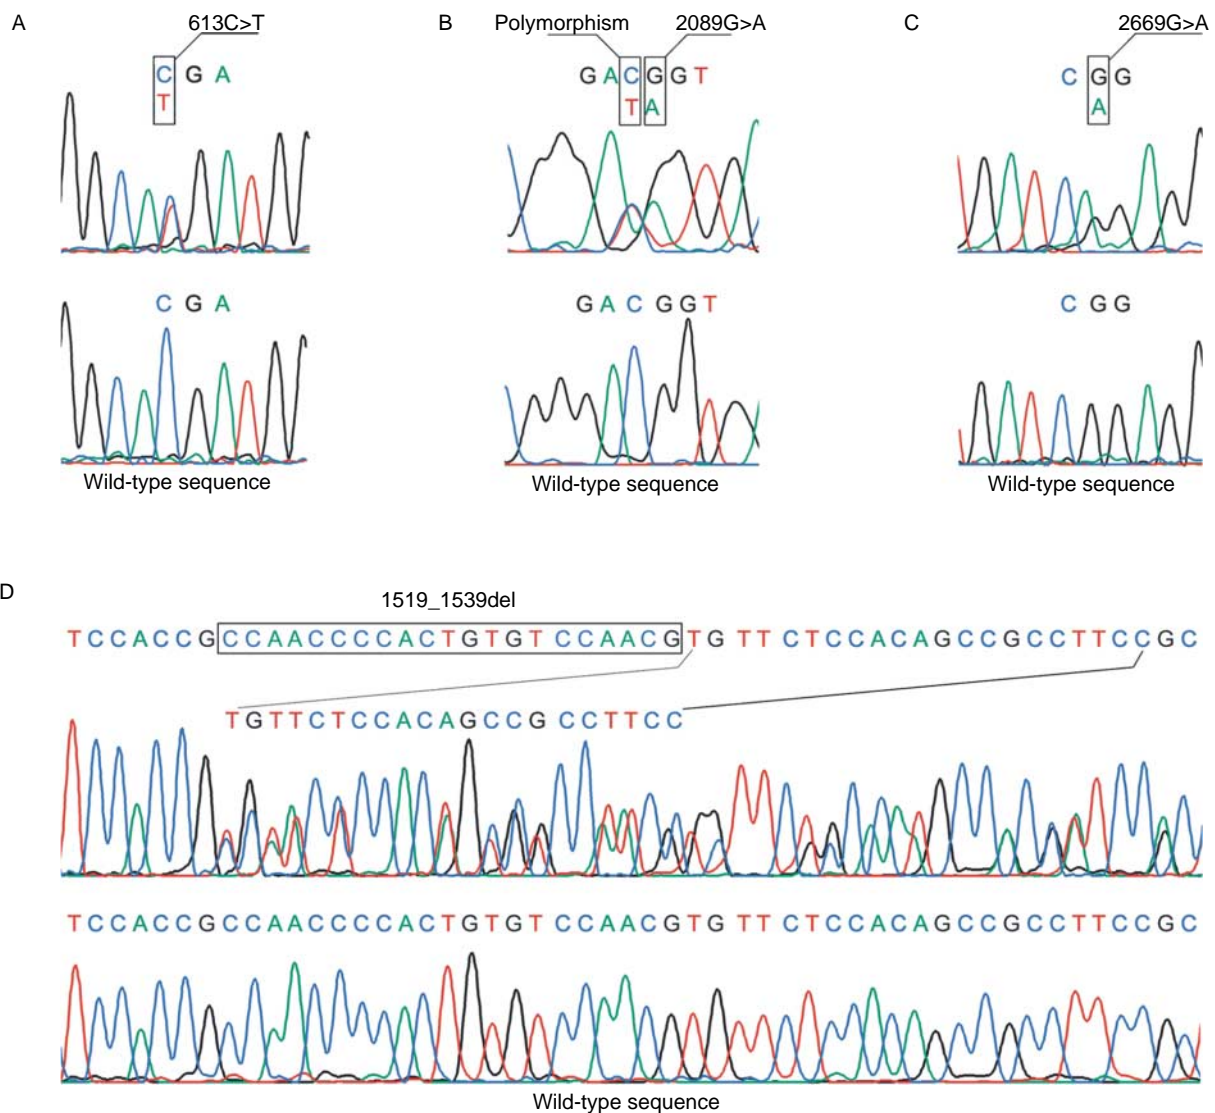 A 613C>T B Polymorphism 2089G>A C 2669G>A
C G A G A C G G T C G G
T T A A
C G A G A C G G T C G G
Wild-type sequence Wild-type sequence Wild-type sequence
D
1519_1539del
T C C A C C G C C A A C C C C A C T G T G T C C A A C G T G T T C T C C A C A G C C G C C T T C C G C
T G T T C T C C A C A G C C G C C T T C C
T C C A C C G C C A A C C C C A C T G T G T C C A A C G T G T T C T C C A C A G C C G C C T T C C G C
Wild-type sequence